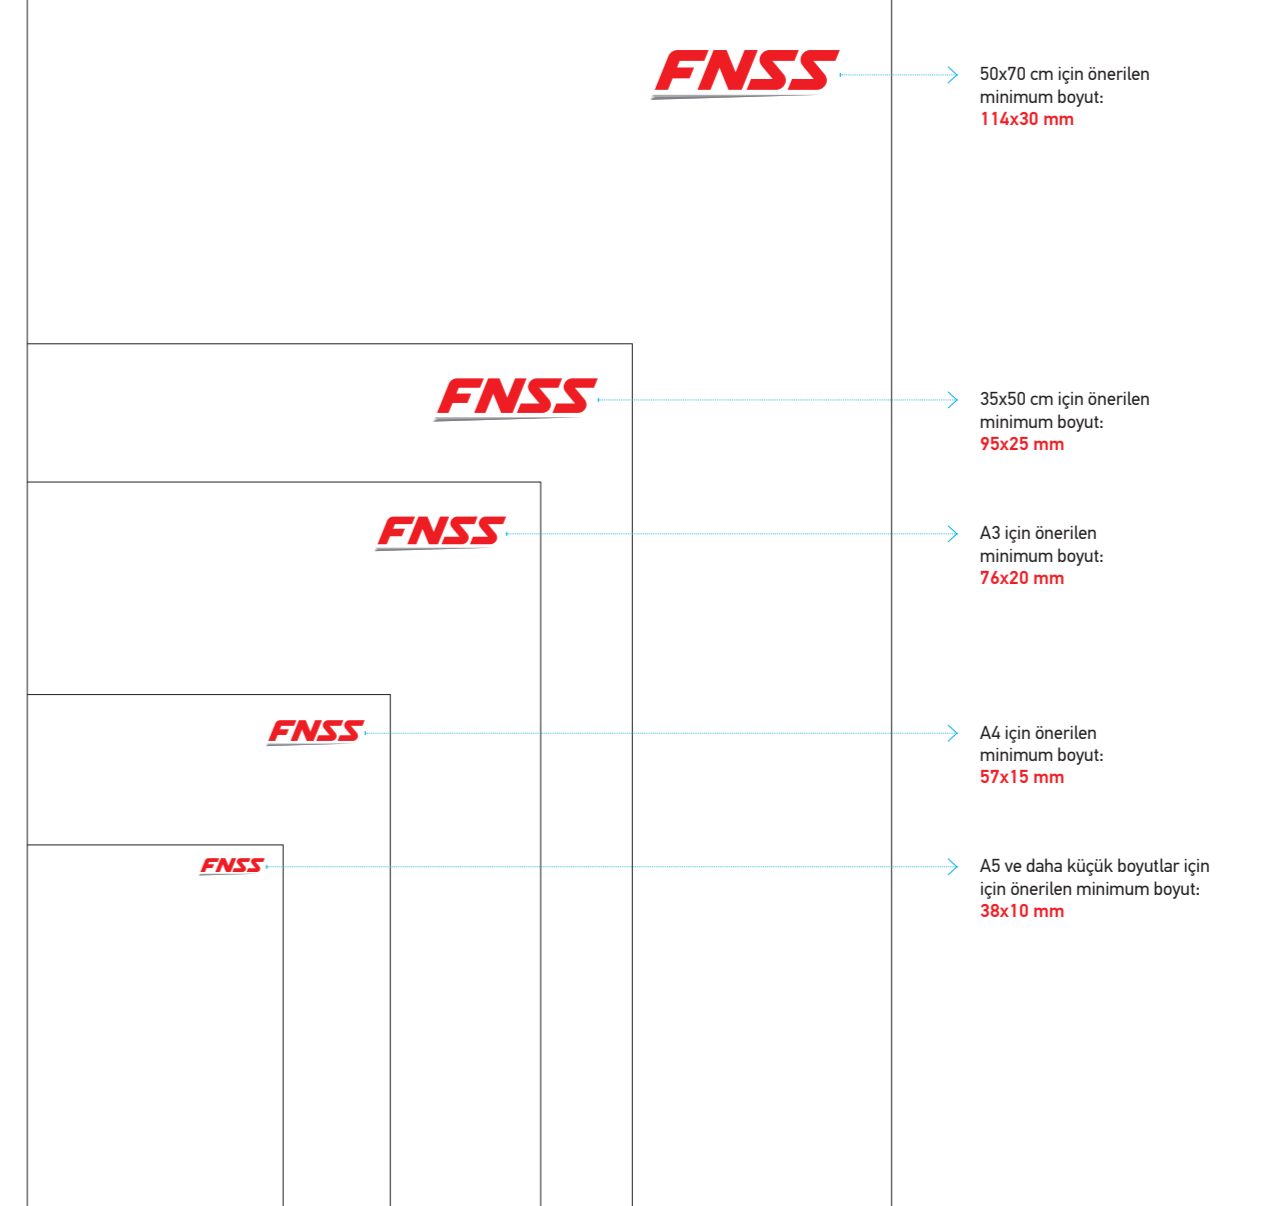 FNSS
50x70 cm için önerilen
minimum boyut:
114x30 mm
FNSS
35x50 cm için önerilen
minimum boyut:
95x25 mm
FNSS
A3 için önerilen
minimum boyut:
76x20 mm
FNSS
A4 için önerilen
minimum boyut:
57x15 mm
FNSS
A5 ve daha küçük boyutlar için
için önerilen minimum boyut:
38x10 mm